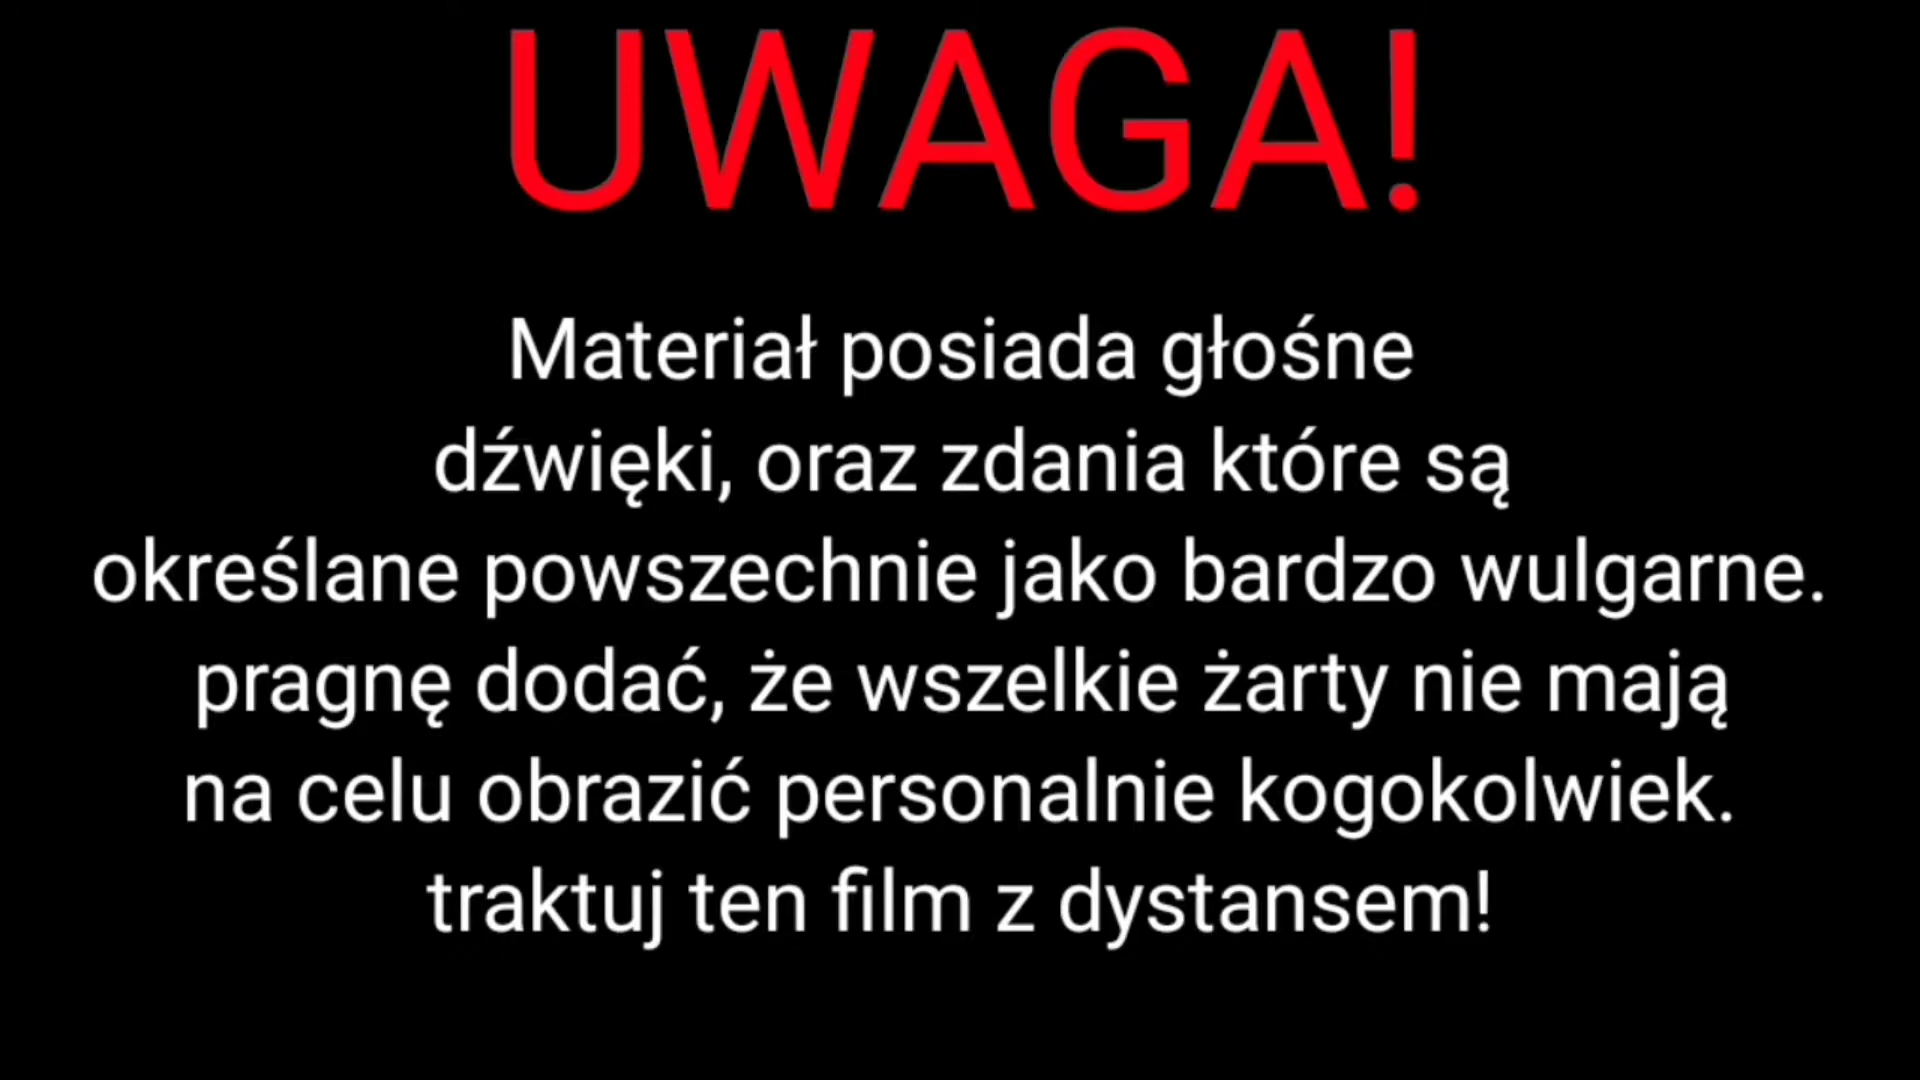 UWAGA!
Materiał posiada głośne
dźwięki, oraz zdania które są
określane powszechnie jako bardzo wulgarne.
pragnę dodać, że wszelkie żarty nie mają
na celu obrazić personalnie kogokolwiek.
traktuj ten film z dystansem!